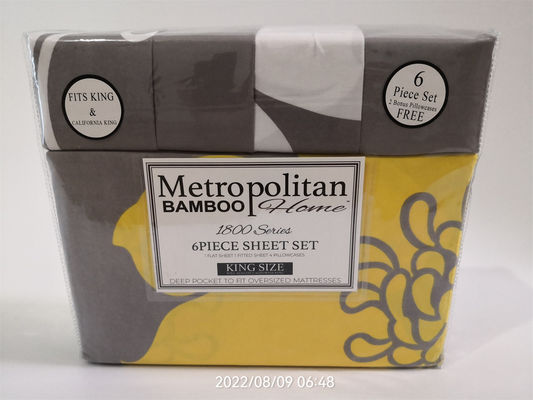 FITS KING
&
CALIFORNIA KING
6
Piece Set
2 Bonus Pillowcases
FREE
Metropolitan
BAMBOO Home™
1800 Series
6PIECE SHEET SET
1 FLAT SHEET 1 FITTED SHEET 4 PILLOWCASES
KING SIZE
DEEP POCKET TO FIT OVERSIZED MATTRESSES
2022/08/09 06:48